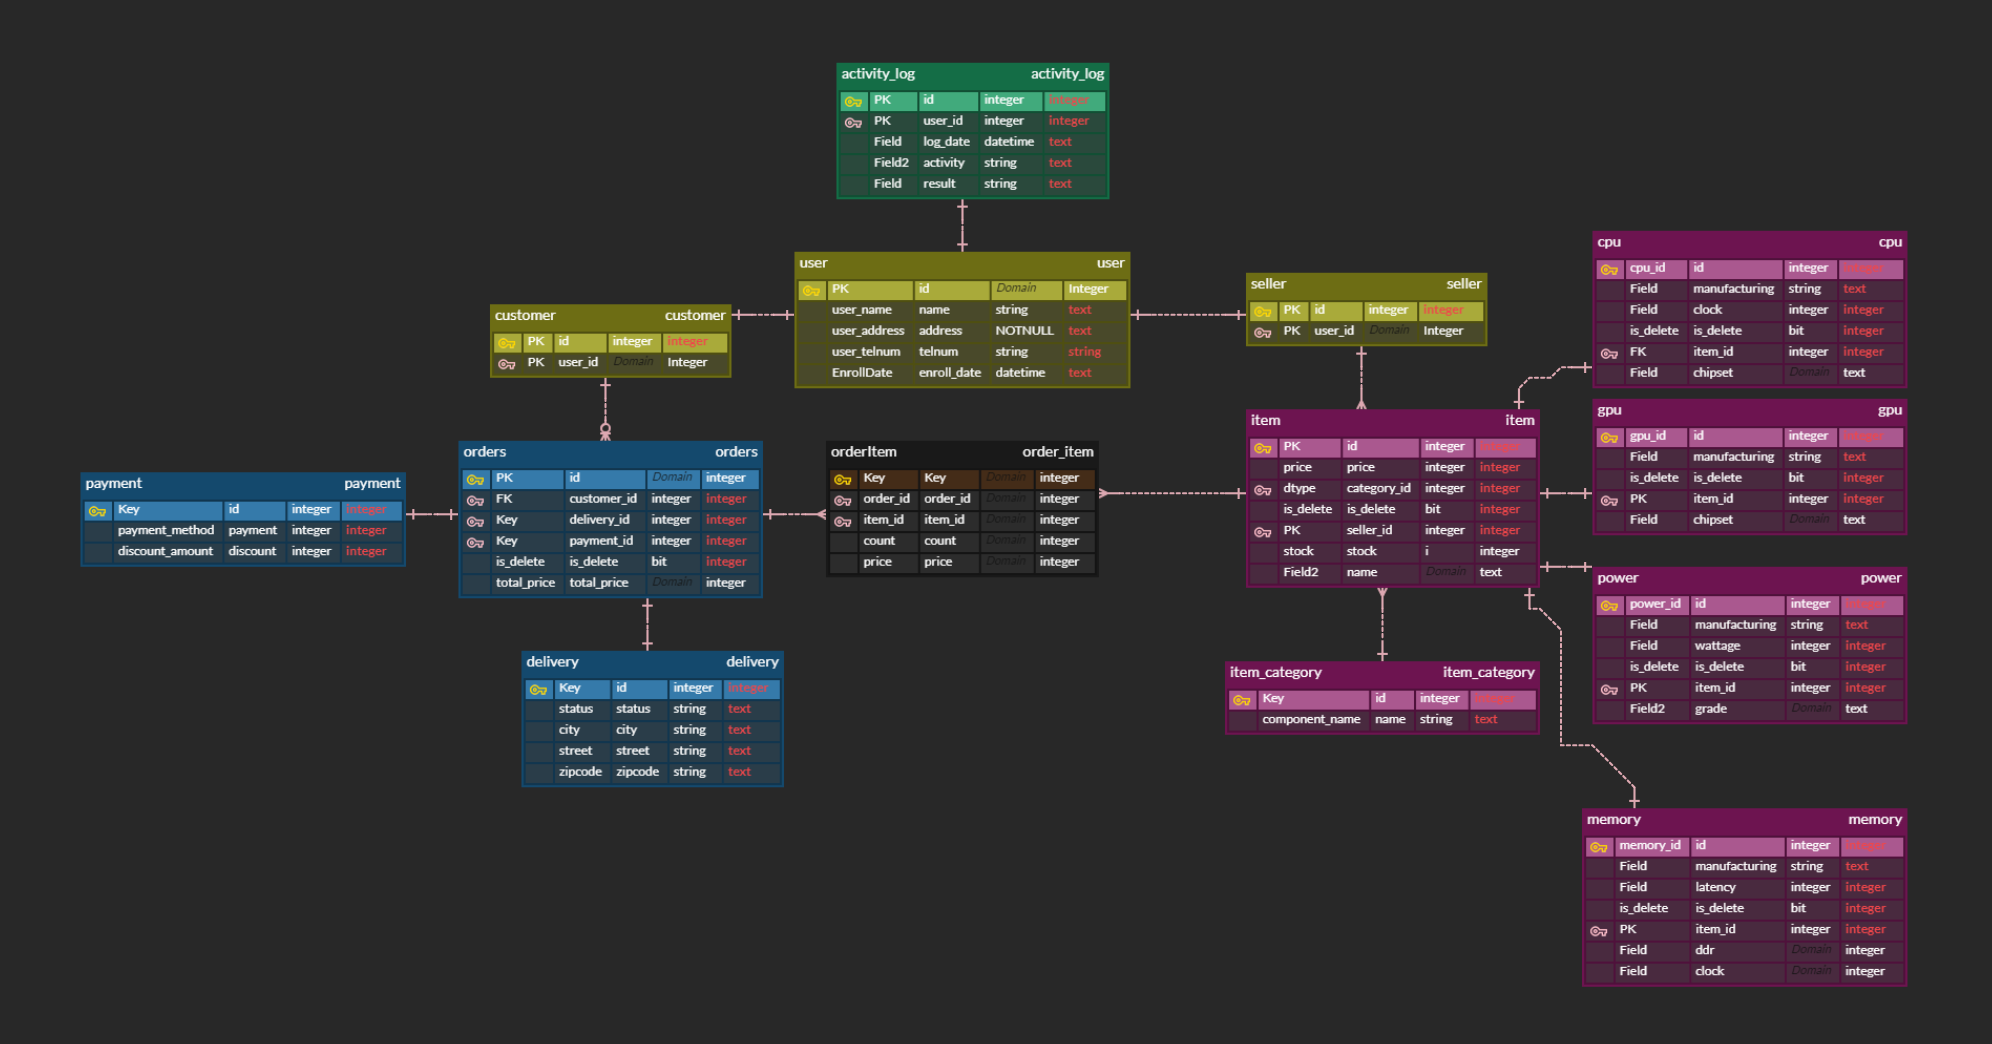 activity_log activity_log
PK id integer integer
PK user_id integer integer
Field log_date datetime text
Field2 activity string text
Field result string text
user user
PK id Domain Integer
user_name name string text
user_address address NOTNULL text
user_telnum telnum string string
EnrollDate enroll_date datetime text
customer customer
PK id integer integer
PK user_id Domain Integer
seller seller
PK id integer integer
PK user_id Domain Integer
cpu cpu
cpu_id id integer integer
Field manufacturing string text
Field clock integer integer
is_delete is_delete bit integer
FK item_id integer integer
Field chipset Domain text
gpu gpu
gpu_id id integer integer
Field manufacturing string text
is_delete is_delete bit integer
PK item_id integer integer
Field chipset Domain text
item item
PK id integer integer
price price integer integer
dtype category_id integer integer
is_delete is_delete bit integer
PK seller_id integer integer
stock stock i integer
Field2 name Domain text
orders orders
PK id Domain integer
FK customer_id integer integer
Key delivery_id integer integer
Key payment_id integer integer
is_delete is_delete bit integer
total_price total_price Domain integer
orderItem order_item
Key Key Domain integer
order_id order_id Domain integer
item_id item_id Domain integer
count count Domain integer
price price Domain integer
payment payment
Key id integer integer
payment_method payment integer integer
discount_amount discount integer integer
delivery delivery
Key id integer integer
status status string text
city city string text
street street string text
zipcode zipcode string text
item_category item_category
Key id integer integer
component_name name string text
power power
power_id id integer integer
Field manufacturing string text
Field wattage integer integer
is_delete is_delete bit integer
PK item_id integer integer
Field2 grade Domain text
memory memory
memory_id id integer integer
Field manufacturing string text
Field latency integer integer
is_delete is_delete bit integer
PK item_id integer integer
Field ddr Domain integer
Field clock Domain integer